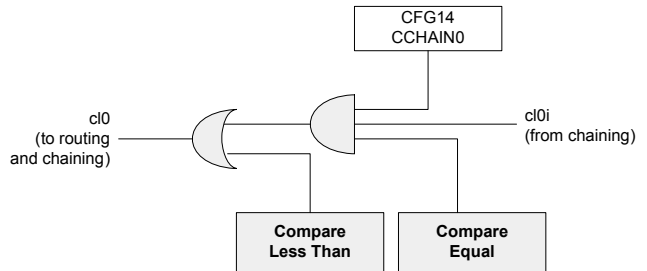 CFG14
CCHAIN0
cl0
(to routing
and chaining)
cl0i
(from chaining)
Compare
Less Than
Compare
Equal